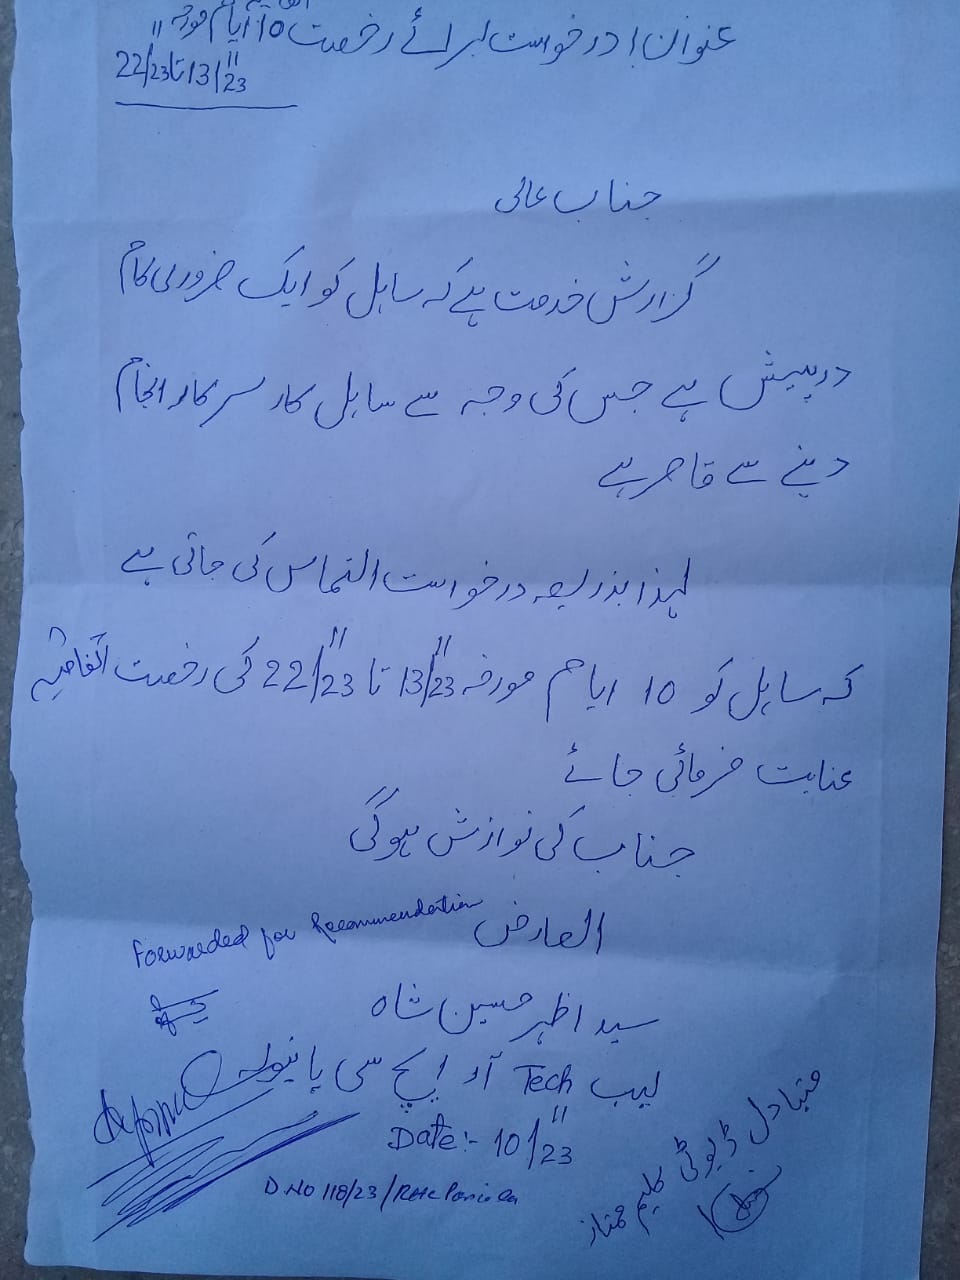 عنوان: درخواست برائے رخصت 10 ایام مورخہ
13/11/23 تا 22/11/23
جناب عالی
گزارش خدمت ہے کہ سائل کو ایک ضروری کام
درپیش ہے جس کی وجہ سے سائل کار سرکار انجام
دینے سے قاصر ہے
لہذا بذریعہ درخواست التماس کی جاتی ہے
کہ سائل کو 10 ایام مورخہ 13/11/23 تا 22/11/23 کی رخصت اتفاقیہ
عنایت فرمائی جائے
جناب کی نوازش ہوگی
العارض
Forwarded for Recommendation
سید اظہر حسین شاہ
لیب Tech آر ایچ سی پانیولہ
Date:- 10/11/23
D No 118/23/RHC Paniola
متبادل ڈیوٹی کلیم ممتاز